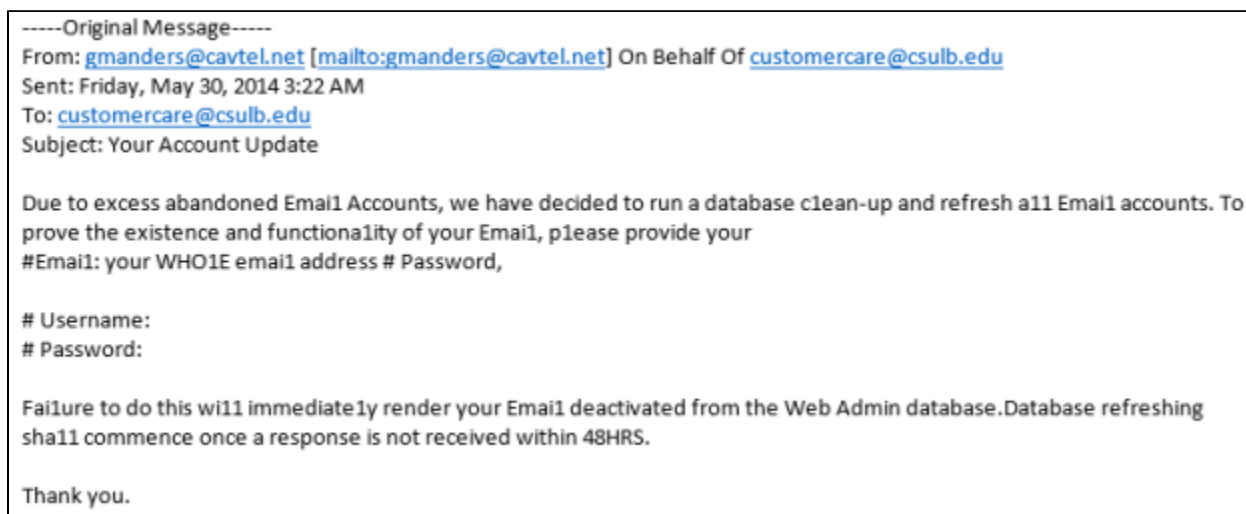 -----Original Message-----
From: gmanders@cavtel.net [mailto:gmanders@cavtel.net] On Behalf Of customercare@csulb.edu
Sent: Friday, May 30, 2014 3:22 AM
To: customercare@csulb.edu
Subject: Your Account Update
Due to excess abandoned Emai1 Accounts, we have decided to run a database c1ean-up and refresh a11 Emai1 accounts. To
prove the existence and functiona1ity of your Emai1, p1ease provide your
#Emai1: your WHO1E emai1 address # Password,
# Username:
# Password:
Fai1ure to do this wi11 immediate1y render your Emai1 deactivated from the Web Admin database.Database refreshing
sha11 commence once a response is not received within 48HRS.
Thank you.